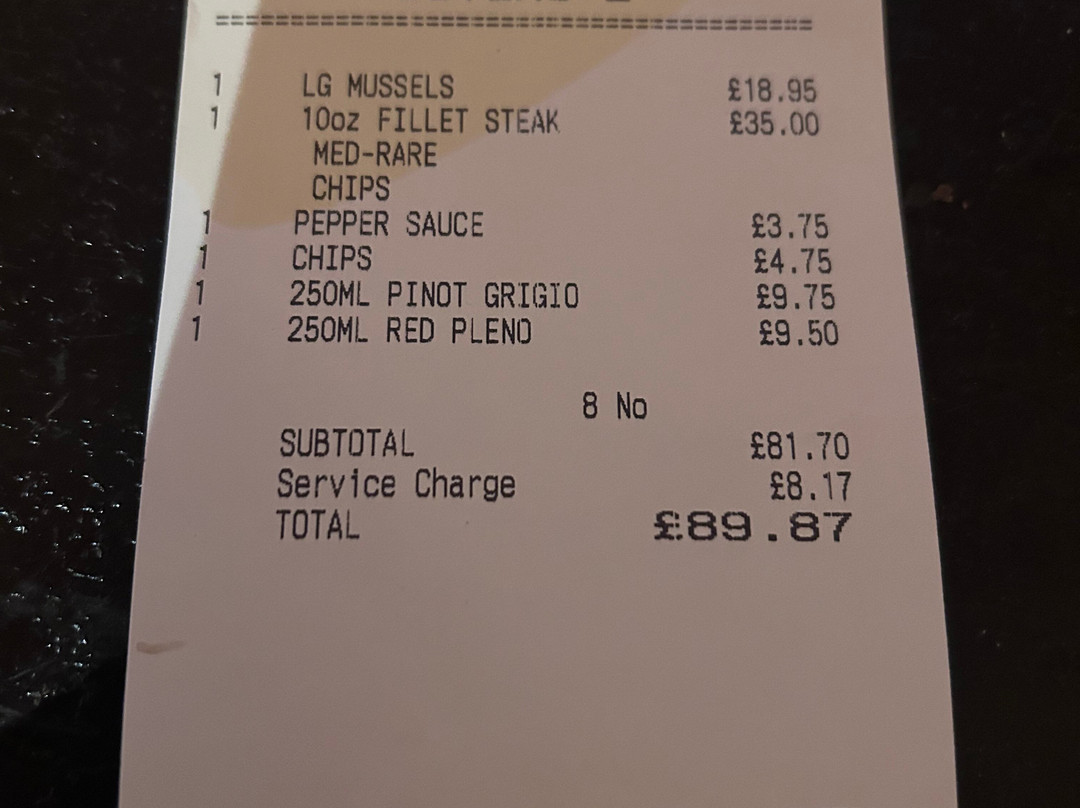 ==========================================
1 LG MUSSELS £18.95
1 10oz FILLET STEAK £35.00
MED-RARE
CHIPS
1 PEPPER SAUCE £3.75
1 CHIPS £4.75
1 250ML PINOT GRIGIO £9.75
1 250ML RED PLENO £9.50
8 No
SUBTOTAL £81.70
Service Charge £8.17
TOTAL £89.87